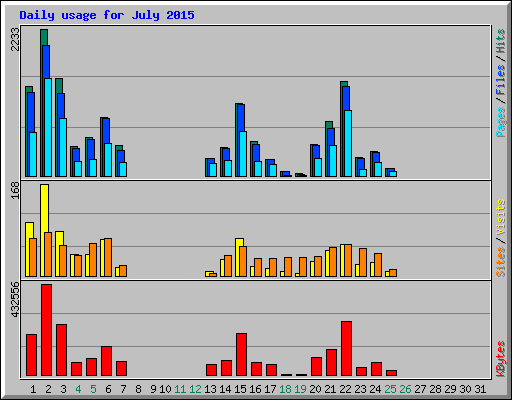 Daily usage for July 2015
2233
Pages / Files / Hits
168
Sites / Visits
432556
KBytes
1 2 3 4 5 6 7 8 9 10 11 12 13 14 15 16 17 18 19 20 21 22 23 24 25 26 27 28 29 30 31